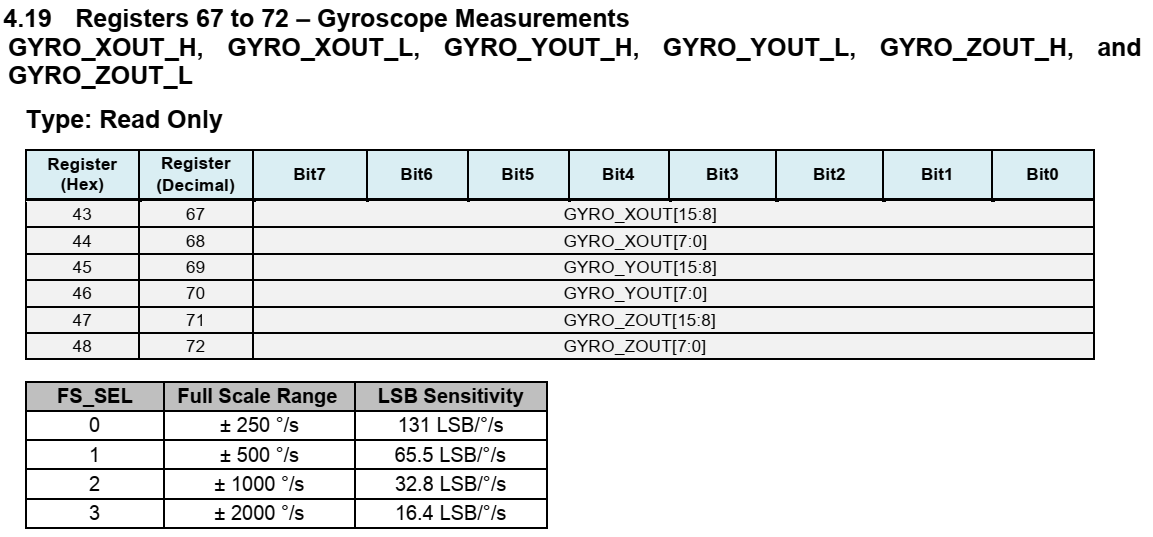 4.19 Registers 67 to 72 – Gyroscope Measurements
GYRO_XOUT_H, GYRO_XOUT_L, GYRO_YOUT_H, GYRO_YOUT_L, GYRO_ZOUT_H, and
GYRO_ZOUT_L
Type: Read Only
Register (Hex) Register (Decimal) Bit7 Bit6 Bit5 Bit4 Bit3 Bit2 Bit1 Bit0
43 67 GYRO_XOUT[15:8]
44 68 GYRO_XOUT[7:0]
45 69 GYRO_YOUT[15:8]
46 70 GYRO_YOUT[7:0]
47 71 GYRO_ZOUT[15:8]
48 72 GYRO_ZOUT[7:0]
FS_SEL Full Scale Range LSB Sensitivity
0 ± 250 °/s 131 LSB/°/s
1 ± 500 °/s 65.5 LSB/°/s
2 ± 1000 °/s 32.8 LSB/°/s
3 ± 2000 °/s 16.4 LSB/°/s